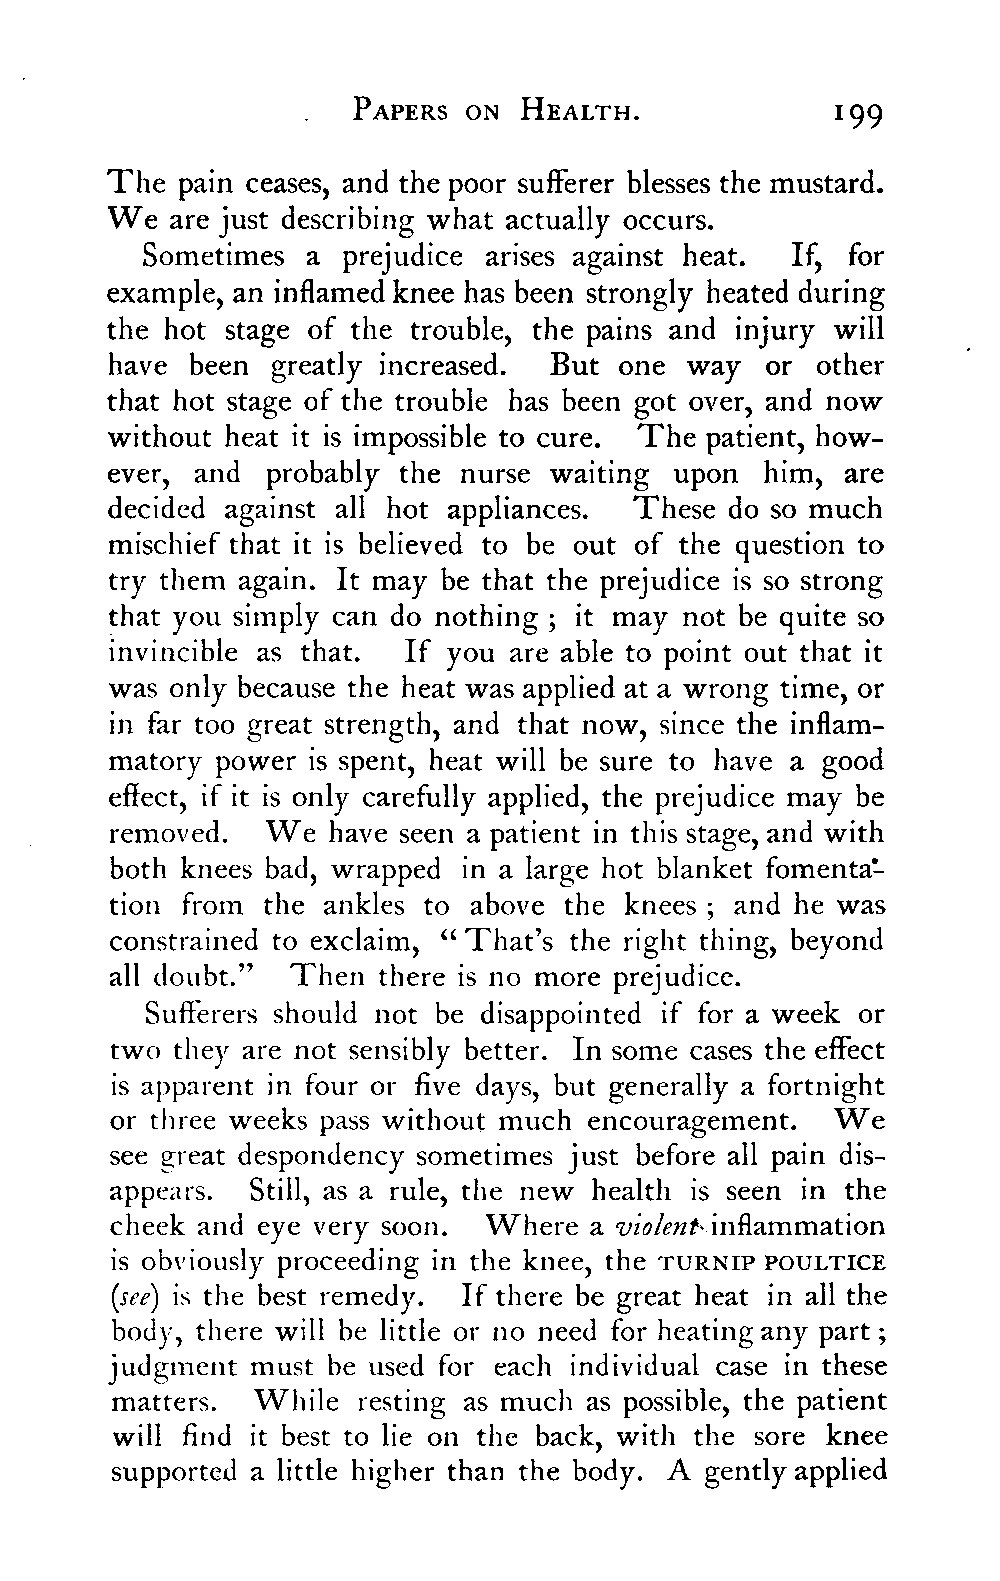 PAPERS ON HEALTH. 199
The pain ceases, and the poor sufferer blesses the mustard.
We are just describing what actually occurs.
Sometimes a prejudice arises against heat. If, for
example, an inflamed knee has been strongly heated during
the hot stage of the trouble, the pains and injury will
have been greatly increased. But one way or other
that hot stage of the trouble has been got over, and now
without heat it is impossible to cure. The patient, how-
ever, and probably the nurse waiting upon him, are
decided against all hot appliances. These do so much
mischief that it is believed to be out of the question to
try them again. It may be that the prejudice is so strong
that you simply can do nothing ; it may not be quite so
invincible as that. If you are able to point out that it
was only because the heat was applied at a wrong time, or
in far too great strength, and that now, since the inflam-
matory power is spent, heat will be sure to have a good
effect, if it is only carefully applied, the prejudice may be
removed. We have seen a patient in this stage, and with
both knees bad, wrapped in a large hot blanket fomenta-
tion from the ankles to above the knees ; and he was
constrained to exclaim, “ That’s the right thing, beyond
all doubt.” Then there is no more prejudice.
Sufferers should not be disappointed if for a week or
two they are not sensibly better. In some cases the effect
is apparent in four or five days, but generally a fortnight
or three weeks pass without much encouragement. We
see great despondency sometimes just before all pain dis-
appears. Still, as a rule, the new health is seen in the
cheek and eye very soon. Where a violent inflammation
is obviously proceeding in the knee, the TURNIP POULTICE
(see) is the best remedy. If there be great heat in all the
body, there will be little or no need for heating any part ;
judgment must be used for each individual case in these
matters. While resting as much as possible, the patient
will find it best to lie on the back, with the sore knee
supported a little higher than the body. A gently applied